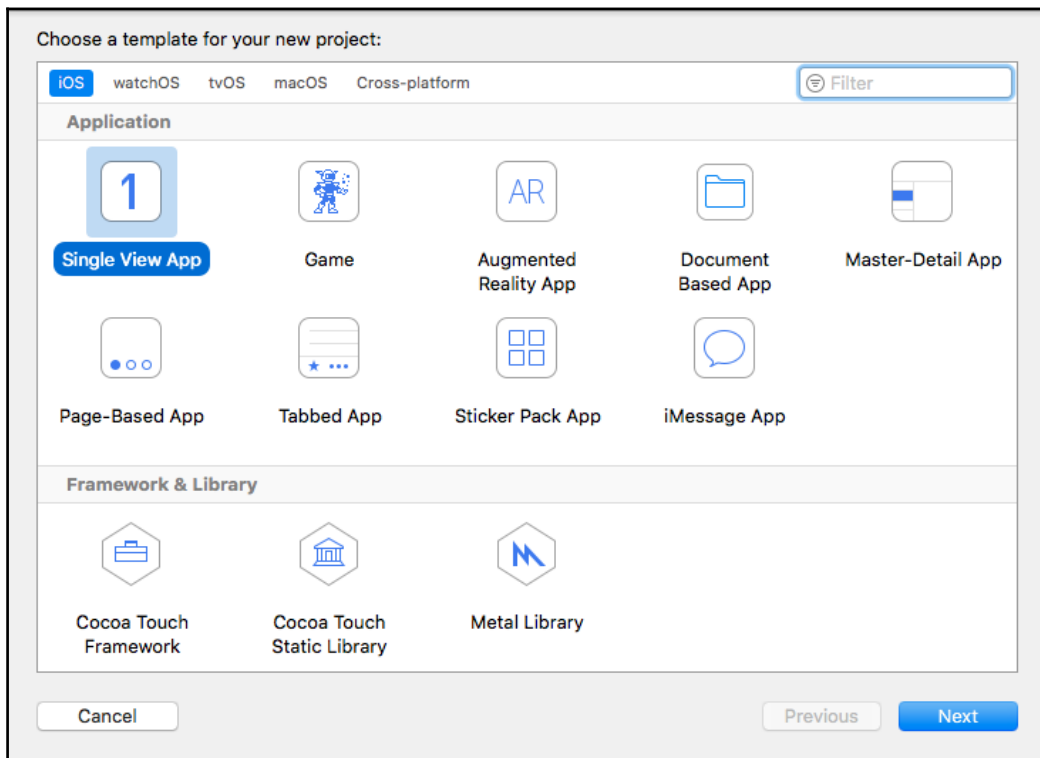 Choose a template for your new project:
iOS watchOS tvOS macOS Cross-platform Filter
Application
1 AR
Single View App Game Augmented Reality App Document Based App Master-Detail App
Page-Based App Tabbed App Sticker Pack App iMessage App
Framework & Library
Cocoa Touch Framework Cocoa Touch Static Library Metal Library
Cancel Previous Next